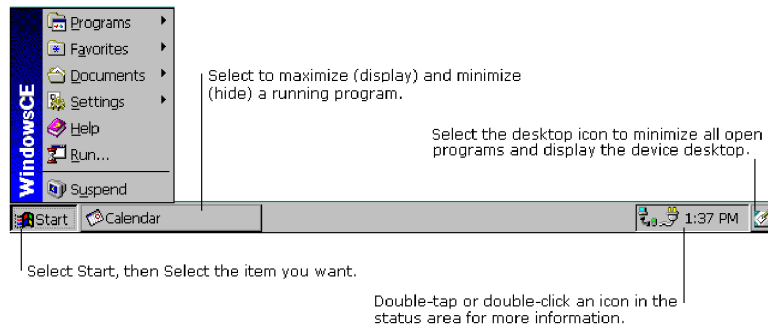 Programs
Favorites
Documents
Settings
Help
Run...
Suspend
WindowsCE
Select to maximize (display) and minimize
(hide) a running program.
Select the desktop icon to minimize all open
programs and display the device desktop.
Start
Calendar
1:37 PM
Select Start, then Select the item you want.
Double-tap or double-click an icon in the
status area for more information.